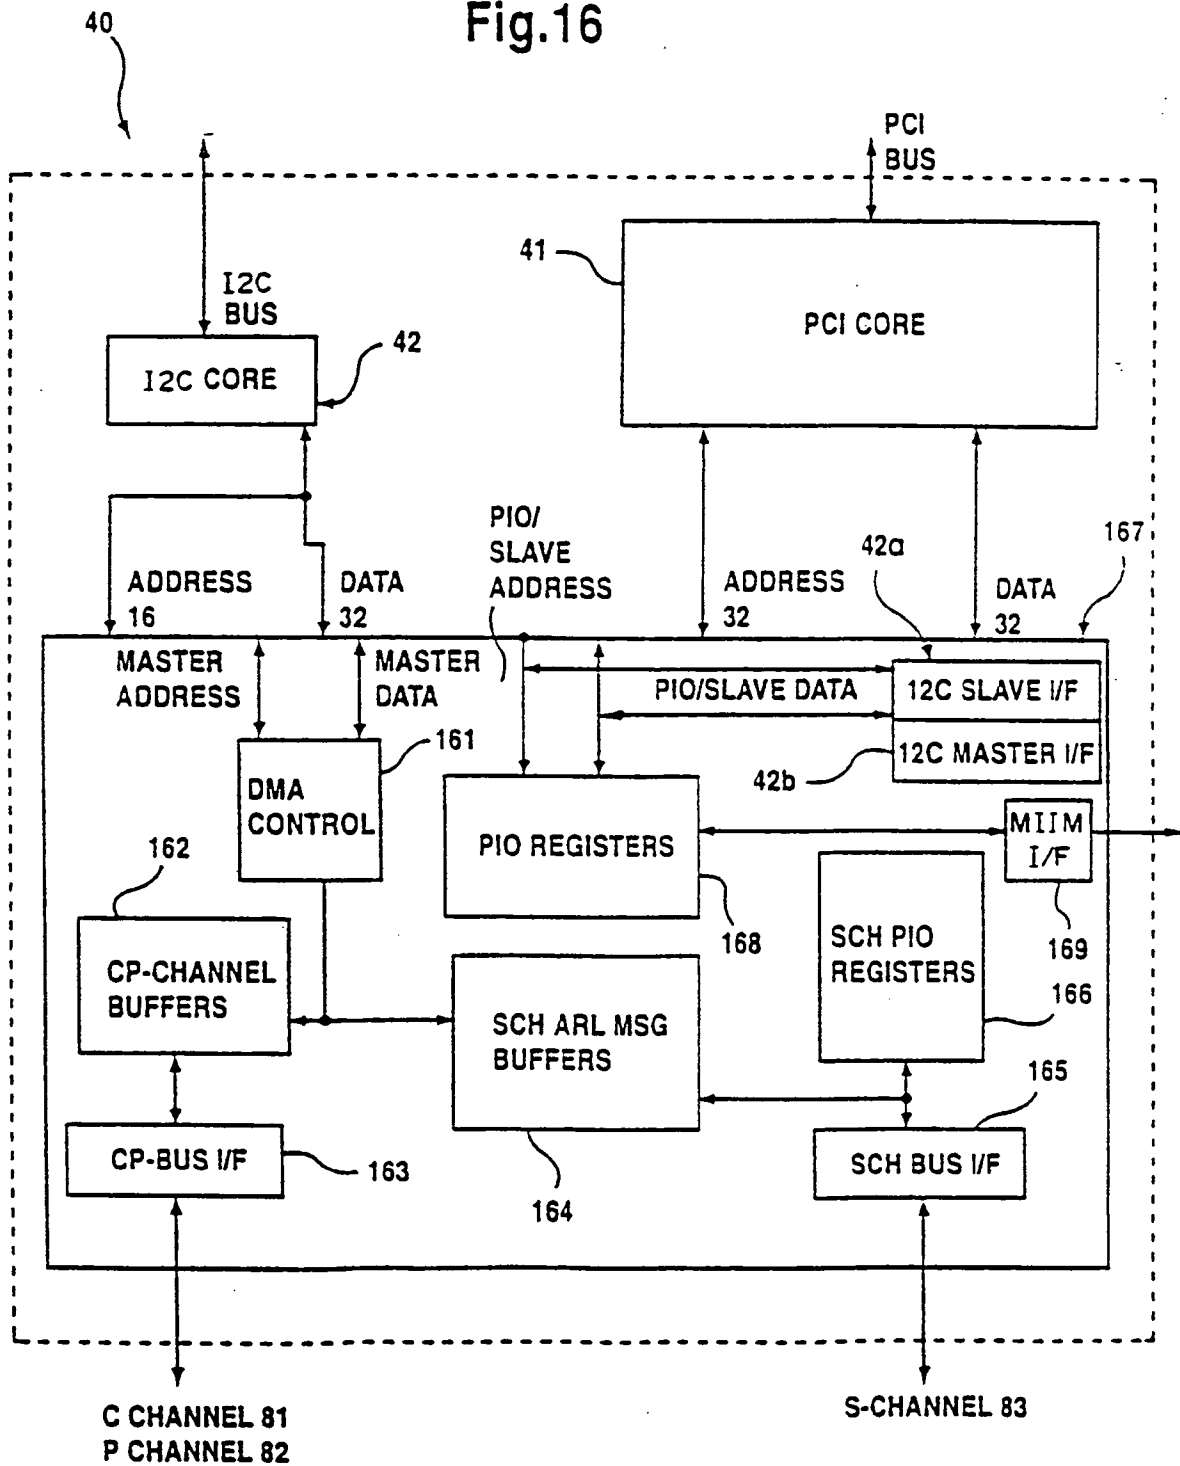 Fig.16
40
PCI
BUS
41
PCI CORE
I2C
BUS
42
I2C CORE
PIO/
SLAVE
ADDRESS
ADDRESS
16
DATA
32
ADDRESS
32
42a
DATA
32
167
MASTER
ADDRESS
MASTER
DATA
PIO/SLAVE DATA
12C SLAVE I/F
12C MASTER I/F
42b
161
DMA
CONTROL
PIO REGISTERS
168
MIIM
I/F
169
162
CP-CHANNEL
BUFFERS
SCH PIO
REGISTERS
166
SCH ARL MSG
BUFFERS
164
165
CP-BUS I/F
163
SCH BUS I/F
C CHANNEL 81
P CHANNEL 82
S-CHANNEL 83